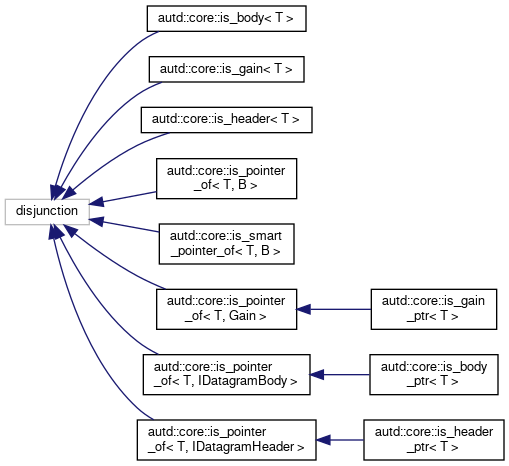 autd::core::is_body< T >
autd::core::is_gain< T >
autd::core::is_header< T >
autd::core::is_pointer
_of< T, B >
disjunction
autd::core::is_smart
_pointer_of< T, B >
autd::core::is_pointer
_of< T, Gain >
autd::core::is_gain
_ptr< T >
autd::core::is_pointer
_of< T, IDatagramBody >
autd::core::is_body
_ptr< T >
autd::core::is_pointer
_of< T, IDatagramHeader >
autd::core::is_header
_ptr< T >